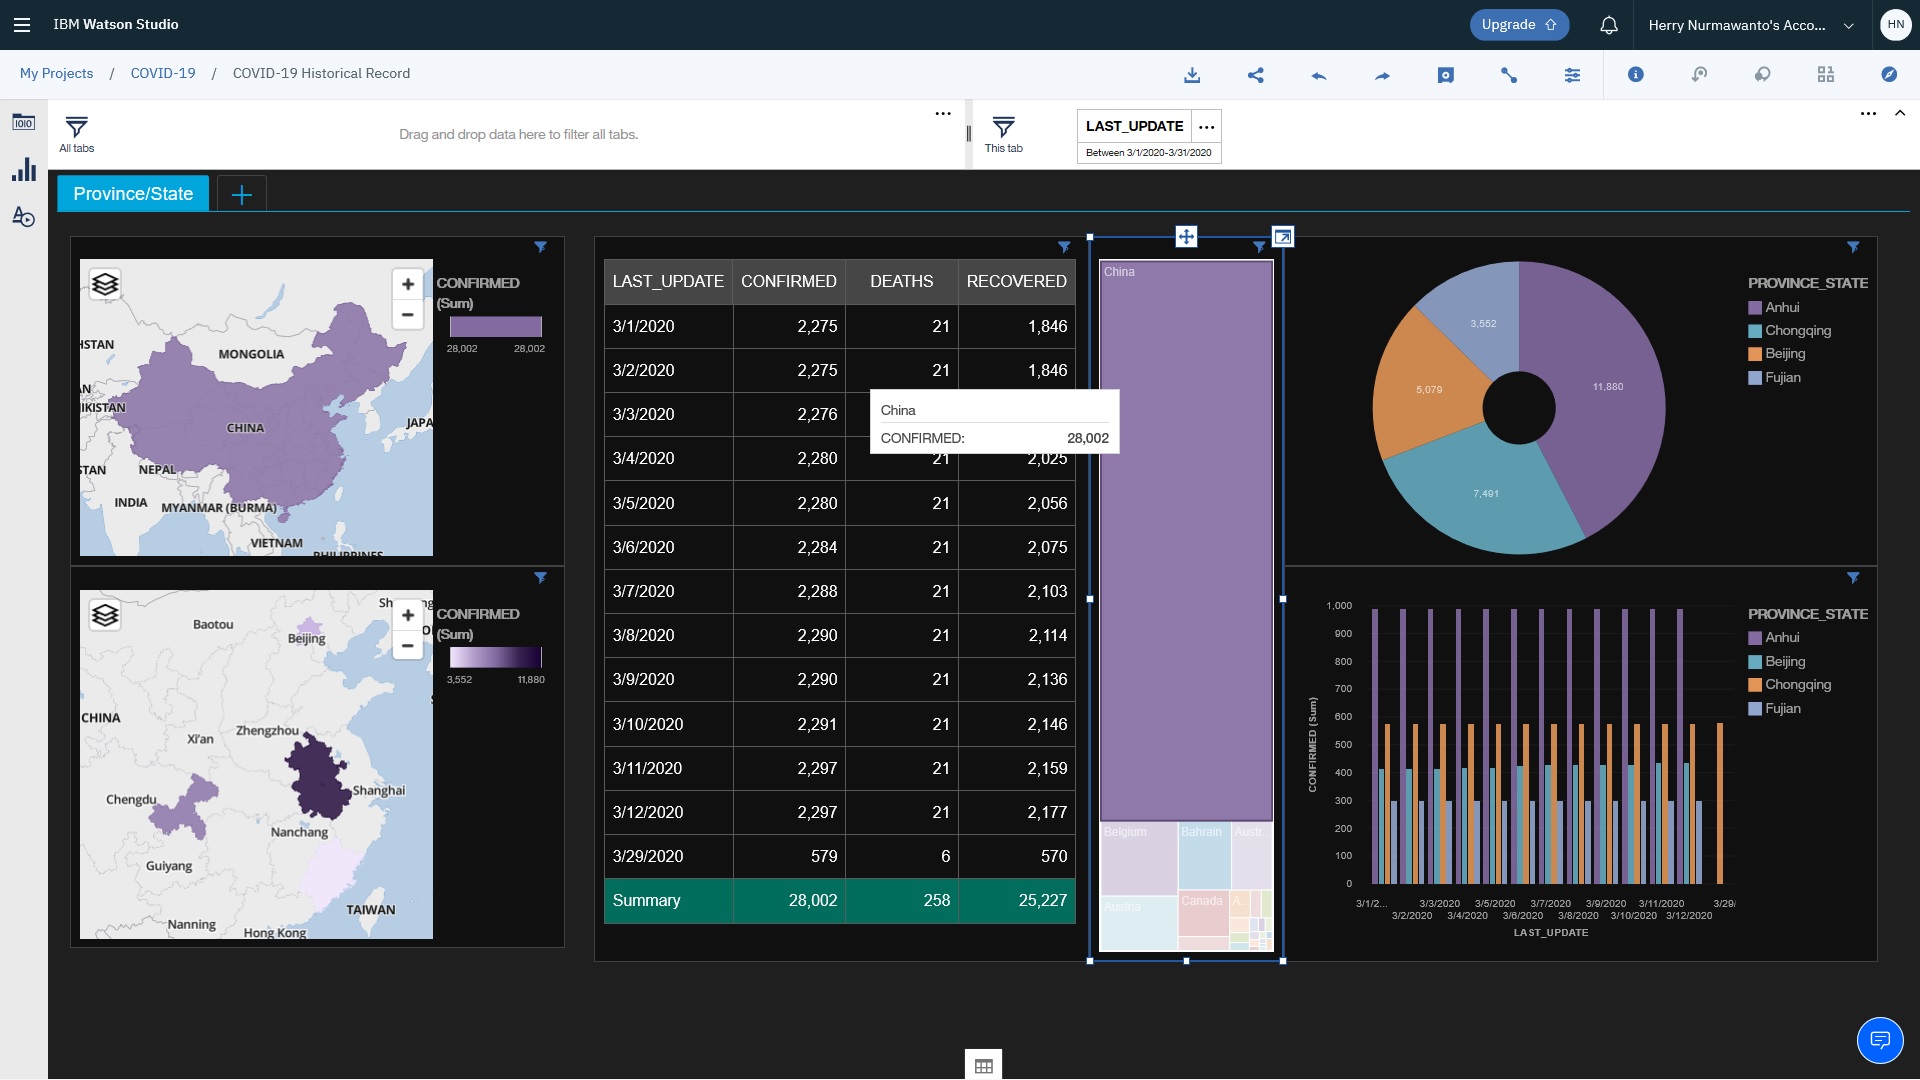 IBM Watson Studio
Upgrade
Herry Nurmawanto's Acco...
HN
My Projects / COVID-19 / COVID-19 Historical Record
All tabs
Drag and drop data here to filter all tabs.
This tab
LAST_UPDATE
Between 3/1/2020-3/31/2020
Province/State
MONGOLIA
CHINA
NEPAL
INDIA
MYANMAR (BURMA)
VIETNAM
PHILIPPINES
HSTAN
AN
IKISTAN
STAN
JAPA
CONFIRMED
(Sum)
28,002 28,002
LAST_UPDATE CONFIRMED DEATHS RECOVERED
3/1/2020 2,275 21 1,846
3/2/2020 2,275 21 1,846
3/3/2020 2,276
3/4/2020 2,280 21 2,025
3/5/2020 2,280 21 2,056
3/6/2020 2,284 21 2,075
3/7/2020 2,288 21 2,103
3/8/2020 2,290 21 2,114
3/9/2020 2,290 21 2,136
3/10/2020 2,291 21 2,146
3/11/2020 2,297 21 2,159
3/12/2020 2,297 21 2,177
3/29/2020 579 6 570
Summary 28,002 258 25,227
China
China
CONFIRMED: 28,002
Belgium
Bahrain
Austr...
Austria
Canada
A...
3,552
11,880
5,079
7,491
PROVINCE_STATE
Anhui
Chongqing
Beijing
Fujian
Baotou
Beijing
CHINA
Zhengzhou
Xi'an
Chengdu
Shanghai
Nanchang
Guiyang
TAIWAN
Nanning
Hong Kong
CONFIRMED
(Sum)
3,552 11,880
1,000
900
800
700
600
500
400
300
200
100
0
CONFIRMED (Sum)
3/1/2... 3/3/2020 3/5/2020 3/7/2020 3/9/2020 3/11/2020 3/29/
3/2/2020 3/4/2020 3/6/2020 3/8/2020 3/10/2020 3/12/2020
LAST_UPDATE
PROVINCE_STATE
Anhui
Beijing
Chongqing
Fujian